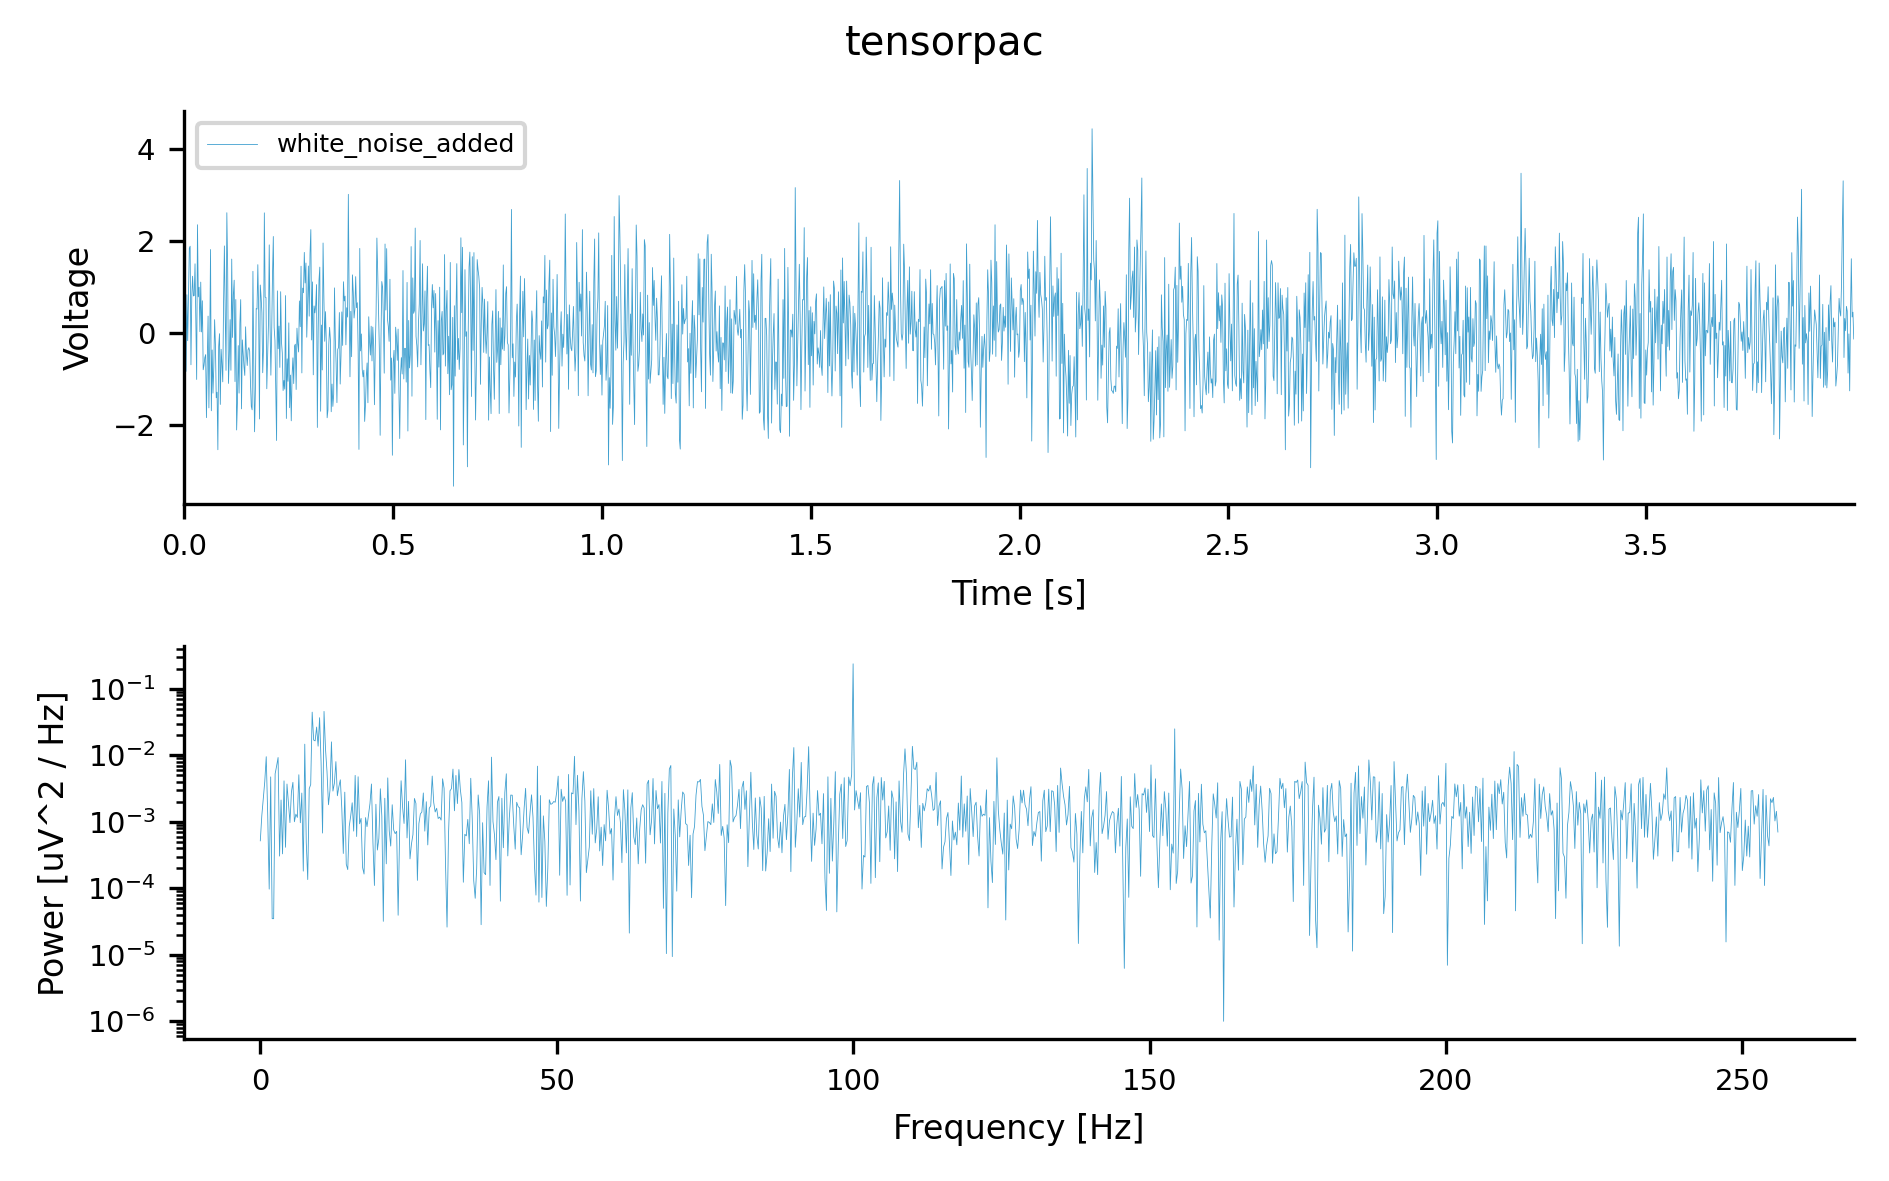 tensorpac
white_noise_added
Voltage
4
2
0
−2
0.0 0.5 1.0 1.5 2.0 2.5 3.0 3.5
Time [s]
Power [uV^2 / Hz]
10⁻¹
10⁻²
10⁻³
10⁻⁴
10⁻⁵
10⁻⁶
0 50 100 150 200 250
Frequency [Hz]